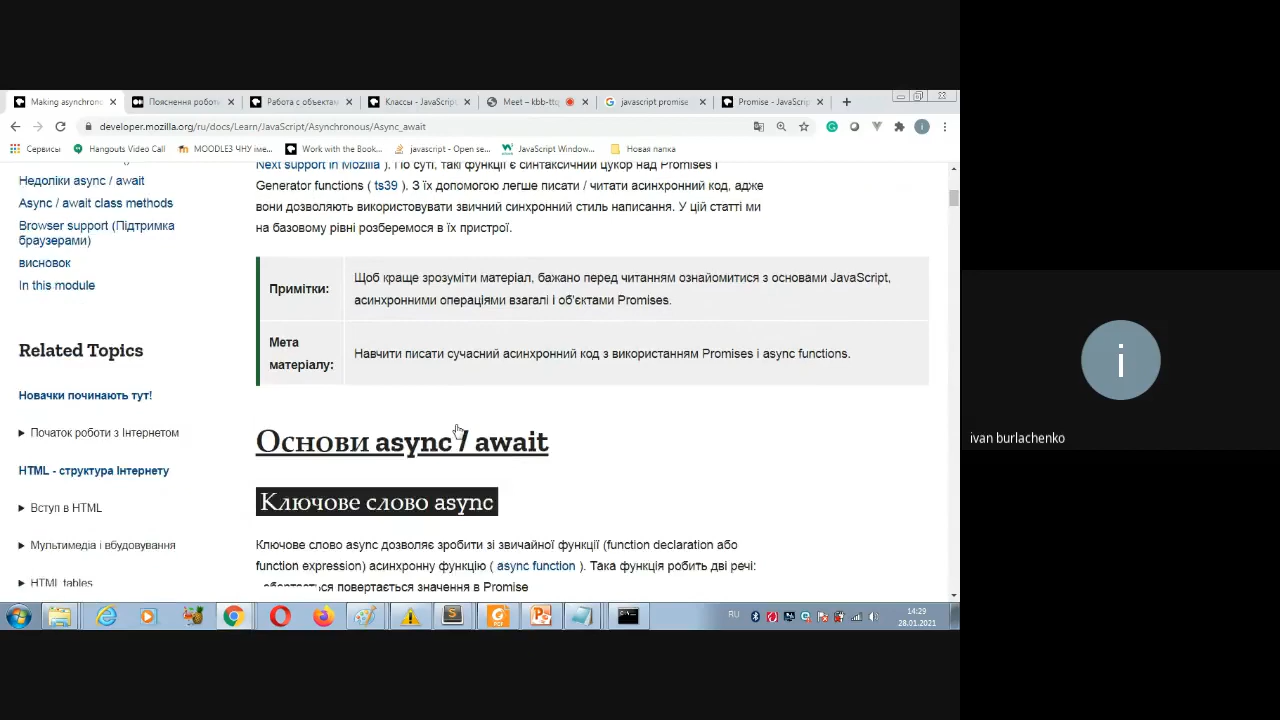 Making asynchrono
Пояснення роботи
Работа с объектам
Классы - JavaScript
Meet – kbb-ttq
javascript promise
Promise - JavaScrip
developer.mozilla.org/ru/docs/Learn/JavaScript/Asynchronous/Async_await
Сервисы
Hangouts Video Call
MOODLE3 ЧНУ іме...
Work with the Book...
javascript - Open se...
JavaScript Window...
Новая папка
Недоліки async / await
Async / await class methods
Browser support (Підтримка
браузерами)
висновок
In this module
Related Topics
Новачки починають тут!
Початок роботи з Інтернетом
HTML - структура Інтернету
Вступ в HTML
Мультимедіа і вбудовування
HTML tables
Next support in Mozilla ). По суті, такі функції є синтаксичний цукор над Promises і
Generator functions ( ts39 ). З їх допомогою легше писати / читати асинхронний код, адже
вони дозволяють використовувати звичний синхронний стиль написання. У цій статті ми
на базовому рівні розберемося в їх пристрої.
Примітки:
Щоб краще зрозуміти матеріал, бажано перед читанням ознайомитися з основами JavaScript,
асинхронними операціями взагалі і об'єктами Promises.
Мета
матеріалу:
Навчити писати сучасний асинхронний код з використанням Promises і async functions.
Основи async / await
Ключове слово async
Ключове слово async дозволяє зробити зі звичайної функції (function declaration або
function expression) асинхронну функцію ( async function ). Така функція робить дві речі:
повертається значення в Promise
RU
14:29
28.01.2021
i
ivan burlachenko